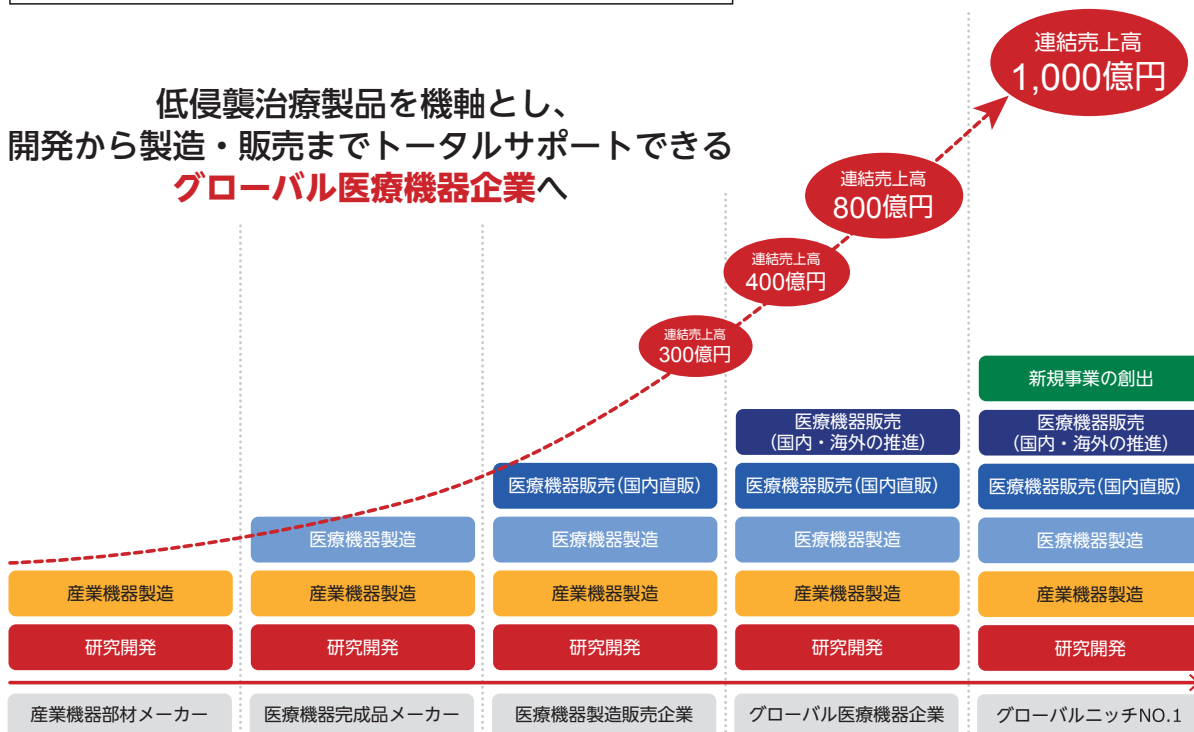 低侵襲治療製品を機軸とし、
開発から製造・販売までトータルサポートできる
グローバル医療機器企業へ
連結売上高
1,000億円
連結売上高
800億円
連結売上高
400億円
連結売上高
300億円
新規事業の創出
医療機器販売
(国内・海外の推進)
医療機器販売
(国内・海外の推進)
医療機器販売(国内直販)
医療機器販売(国内直販)
医療機器販売(国内直販)
医療機器製造
医療機器製造
医療機器製造
医療機器製造
産業機器製造
産業機器製造
産業機器製造
産業機器製造
産業機器製造
研究開発
研究開発
研究開発
研究開発
研究開発
産業機器部材メーカー
医療機器完成品メーカー
医療機器製造販売企業
グローバル医療機器企業
グローバルニッチNO.1